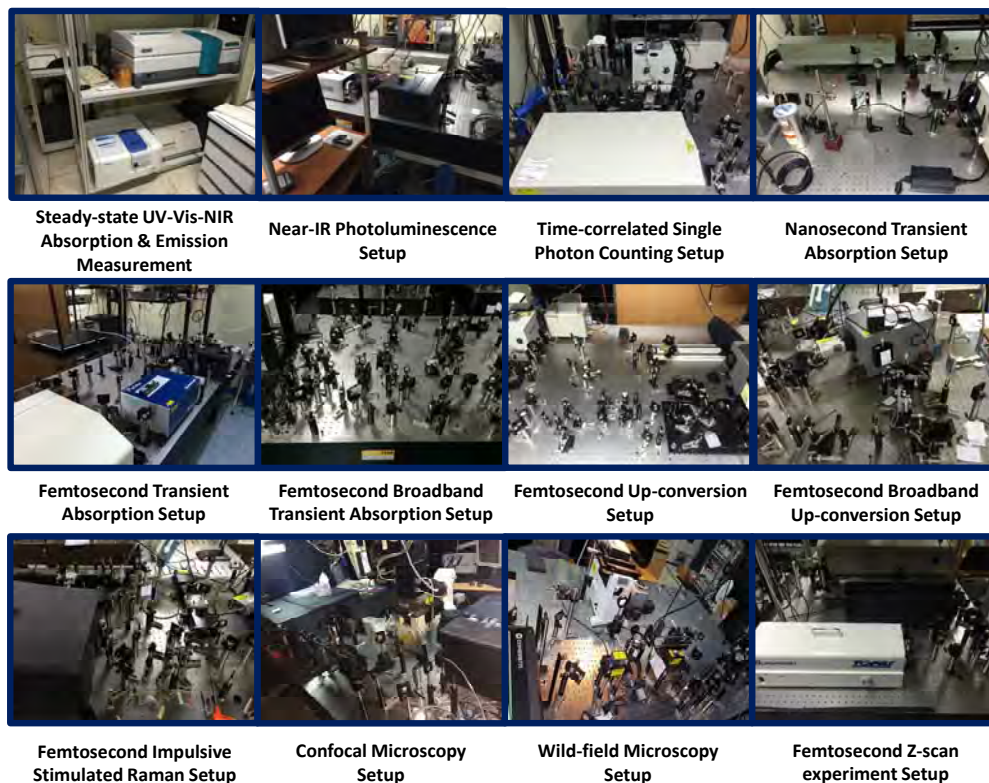 Steady-state UV-Vis-NIR
Absorption & Emission
Measurement
Near-IR Photoluminescence
Setup
Time-correlated Single
Photon Counting Setup
Nanosecond Transient
Absorption Setup
Femtosecond Transient
Absorption Setup
Femtosecond Broadband
Transient Absorption Setup
Femtosecond Up-conversion
Setup
Femtosecond Broadband
Up-conversion Setup
Femtosecond Impulsive
Stimulated Raman Setup
Confocal Microscopy
Setup
Wild-field Microscopy
Setup
Femtosecond Z-scan
experiment Setup